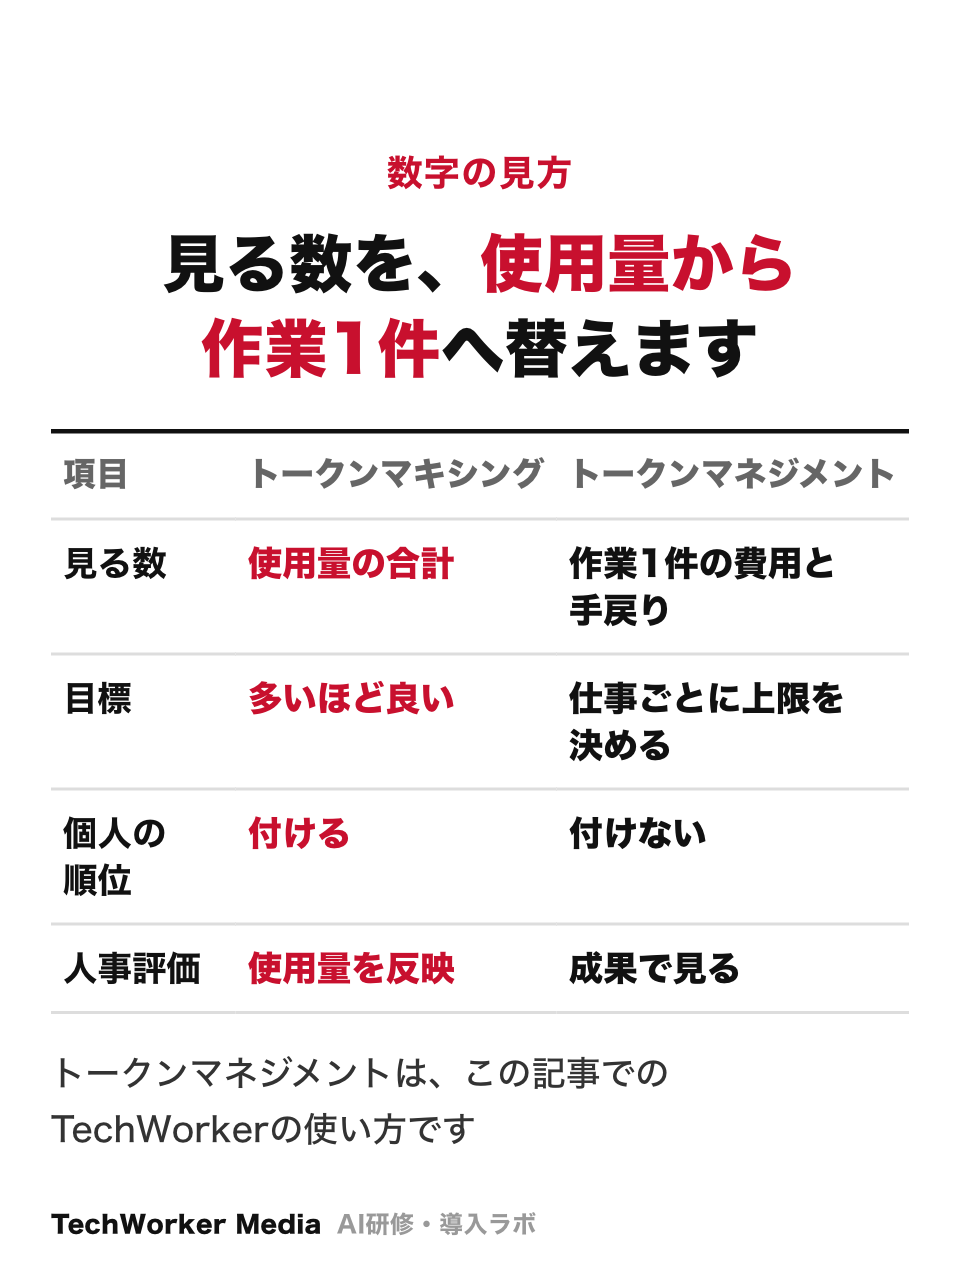 数字の見方
見る数を、使用量から
作業1件へ替えます
項目 トークンマキシング トークンマネジメント
見る数 使用量の合計 作業1件の費用と
手戻り
目標 多いほど良い 仕事ごとに上限を
決める
個人の 付ける 付けない
順位
人事評価 使用量を反映 成果で見る
トークンマネジメントは、この記事での
TechWorkerの使い方です
TechWorker Media AI研修・導入ラボ